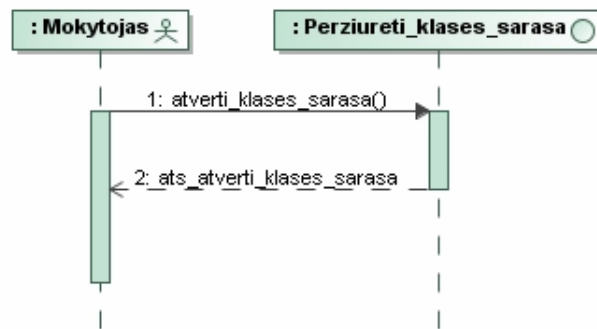 : Mokytojas
: Perziureti_klases_sarasa
1: atverti_klases_sarasa()
2: ats_atverti_klases_sarasa